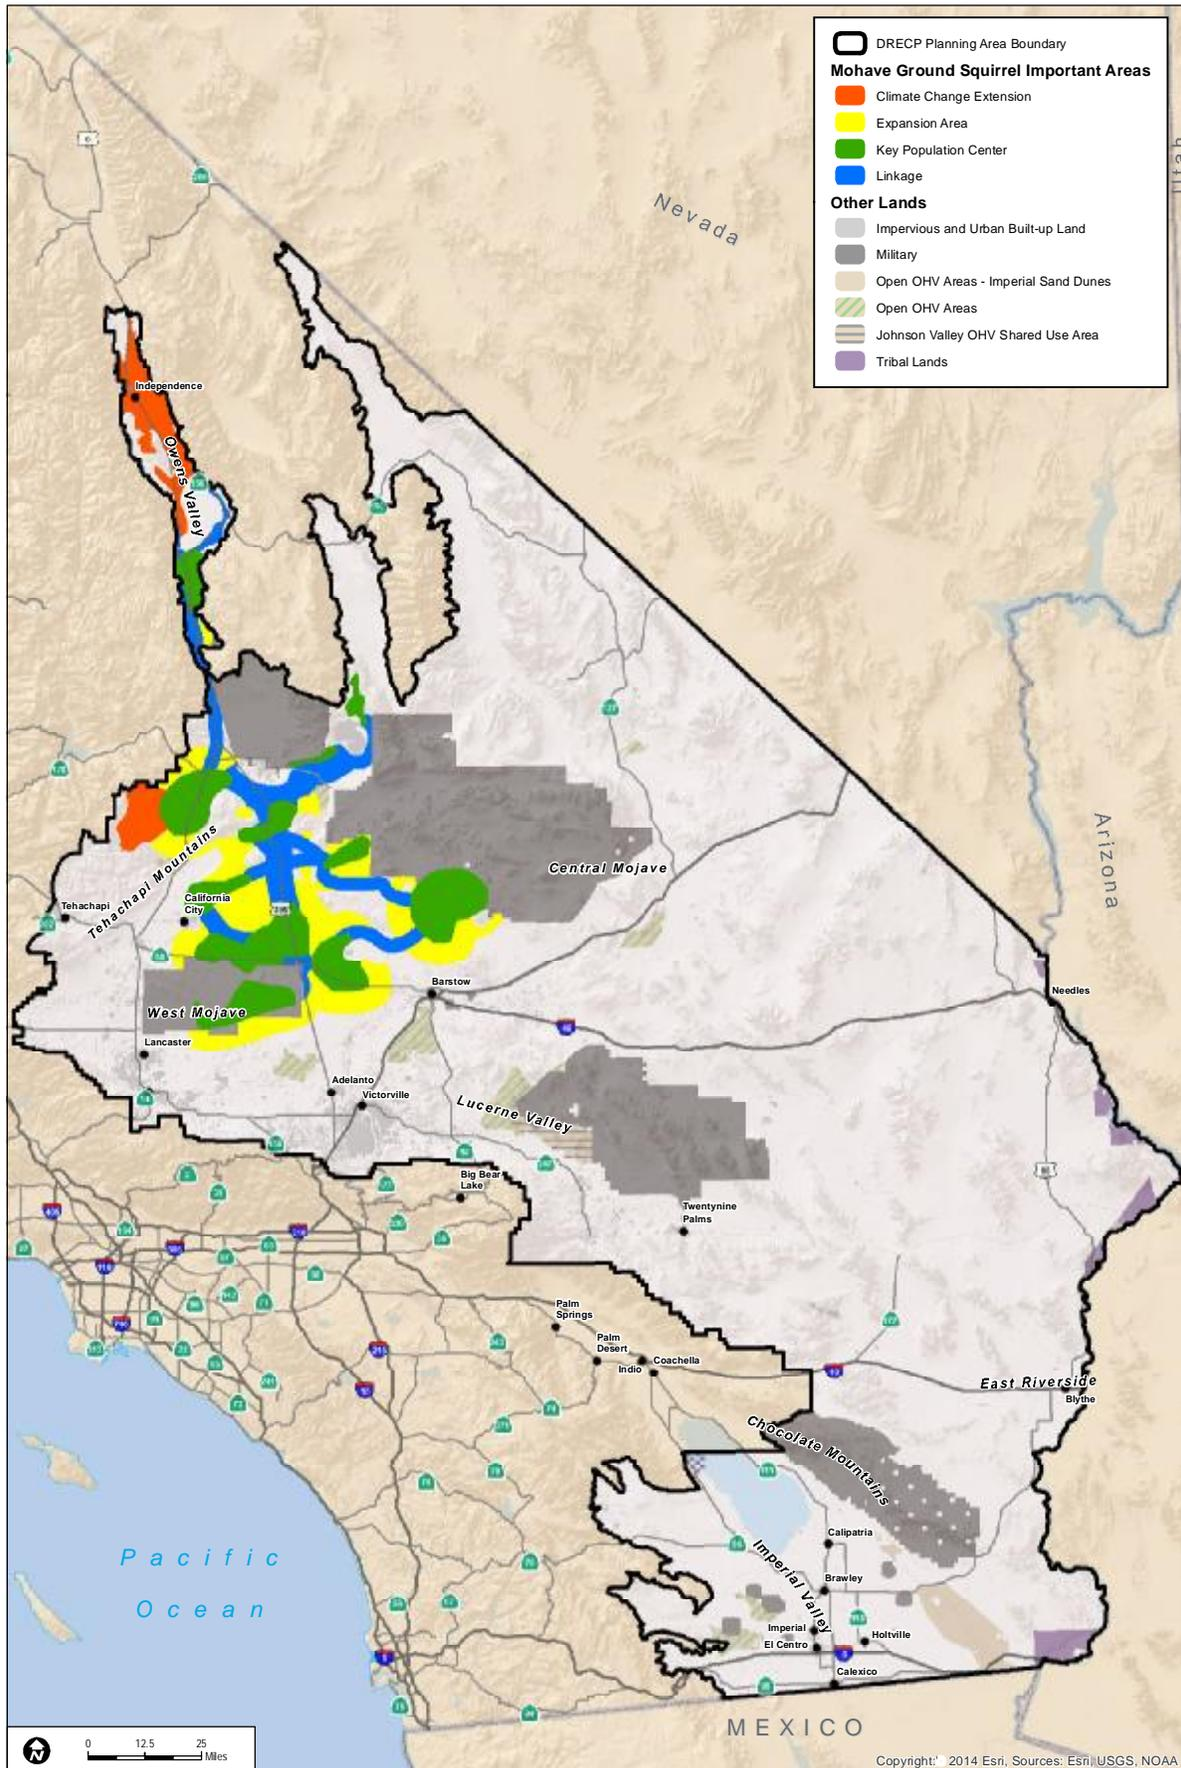 DRECP Planning Area Boundary
Mohave Ground Squirrel Important Areas
Climate Change Extension
Expansion Area
Key Population Center
Linkage
Other Lands
Impervious and Urban Built-up Land
Military
Open OHV Areas - Imperial Sand Dunes
Open OHV Areas
Johnson Valley OHV Shared Use Area
Tribal Lands
Utah
Nevada
Independence
Owens Valley
Arizona
Central Mojave
Tehachapi Mountains
Tehachapi
California
City
395
58
West Mojave
Barstow
Needles
Lancaster
Adelanto
Victorville
Lucerne Valley
Big Bear
Lake
Twentynine
Palms
Palm
Springs
Palm
Desert
Coachella
Indio
215
East Riverside
Blythe
Chocolate Mountains
Calipatria
Imperial Valley
Brawley
Imperial
El Centro
Holtville
Calexico
Pacific
Ocean
MEXICO
N
0 12.5 25
Miles
Copyright: 2014 Esri, Sources: Esri, USGS, NOAA